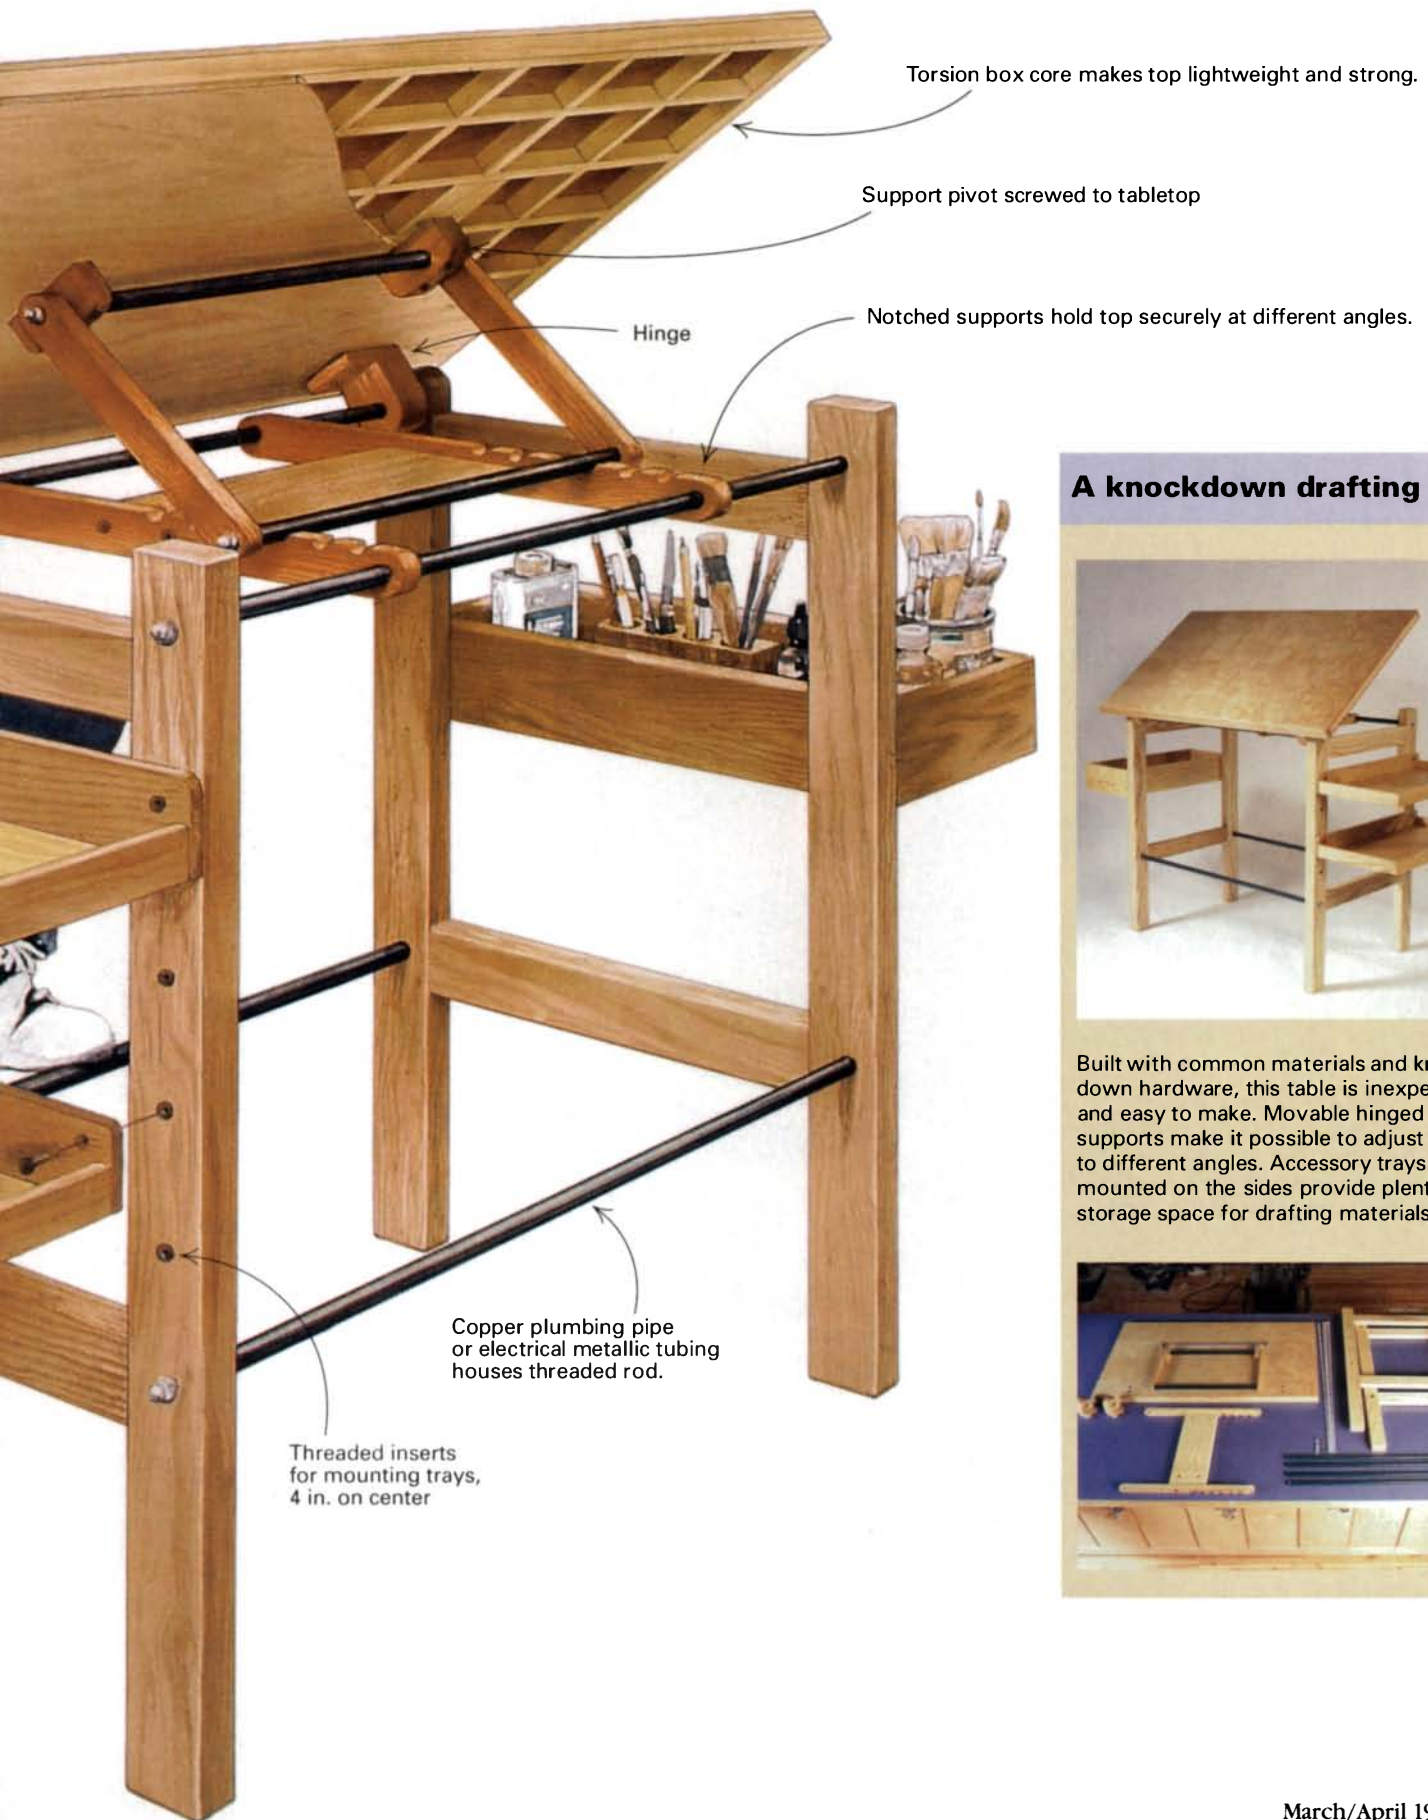 Torsion box core makes top lightweight and strong.
Support pivot screwed to tabletop
Notched supports hold top securely at different angles.
Hinge
A knockdown drafting
Built with common materials and
down hardware, this table is
and easy to make. Movable hinged
supports make it possible to adjust
to different angles. Accessory trays
mounted on the sides provide
storage space for drafting materials
Copper plumbing pipe
or electrical metallic tubing
houses threaded rod.
Threaded inserts
for mounting trays,
4 in. on center
March/April